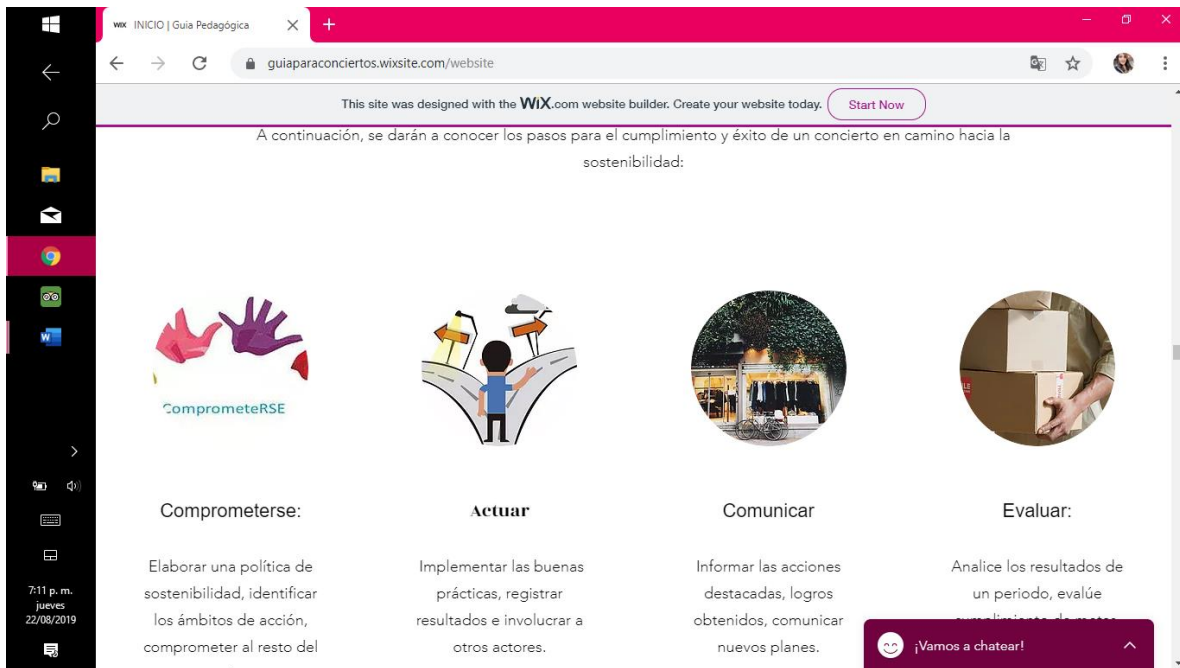 WiX INICIO | Guia Pedagógica
guiaparaconciertos.wixsite.com/website
This site was designed with the WiX.com website builder. Create your website today. Start Now
A continuación, se darán a conocer los pasos para el cumplimiento y éxito de un concierto en camino hacia la
sostenibilidad:
ComprometeRSE
Comprometerse:
Elaborar una política de
sostenibilidad, identificar
los ámbitos de acción,
comprometer al resto del
Actuar
Implementar las buenas
prácticas, registrar
resultados e involucrar a
otros actores.
Comunicar
Informar las acciones
destacadas, logros
obtenidos, comunicar
nuevos planes.
Evaluar:
Analice los resultados de
un periodo, evalúe
cumplimiento de metas
¡Vamos a chatear!
7:11 p. m.
jueves
22/08/2019